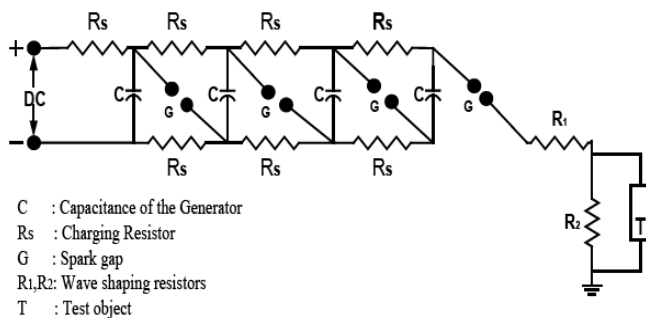 Rs Rs Rs Rs
+
DC
C G C G C G C G
R1
-
Rs Rs Rs
R2 T
C : Capacitance of the Generator
Rs : Charging Resistor
G : Spark gap
R1,R2: Wave shaping resistors
T : Test object